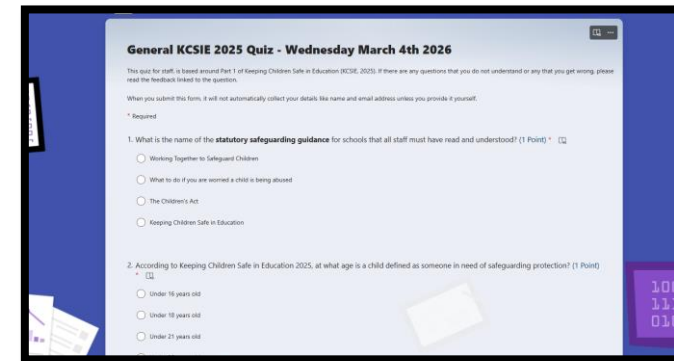 General KCSIE 2025 Quiz - Wednesday March 4th 2026
This quiz for staff, is based around Part 1 of Keeping Children Safe in Education (KCSIE, 2025). If there are any questions that you do not understand or any that you get wrong, please
read the feedback linked to the question.
When you submit this form, it will not automatically collect your details like name and email address unless you provide it yourself.
* Required
1. What is the name of the statutory safeguarding guidance for schools that all staff must have read and understood? (1 Point) *
Working Together to Safeguard Children
What to do if you are worried a child is being abused
The Children's Act
Keeping Children Safe in Education
2. According to Keeping Children Safe in Education 2025, at what age is a child defined as someone in need of safeguarding protection? (1 Point)
*
Under 16 years old
Under 18 years old
Under 21 years old